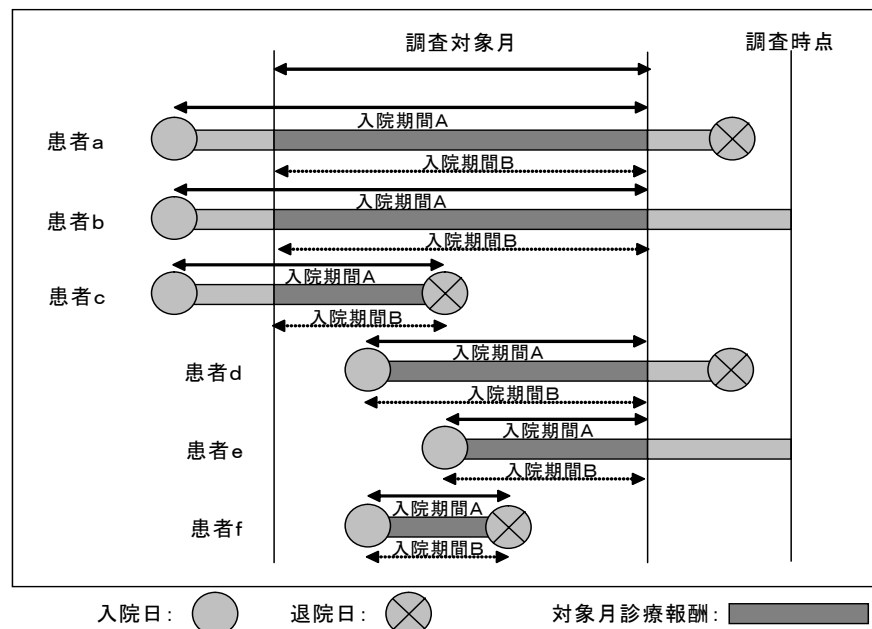 調査対象月 調査時点
入院期間A
患者a
入院期間B
入院期間A
患者b
入院期間B
入院期間A
患者c
入院期間B
入院期間A
患者d
入院期間B
入院期間A
患者e
入院期間B
入院期間A
患者f
入院期間B
入院日: 退院日: 対象月診療報酬: